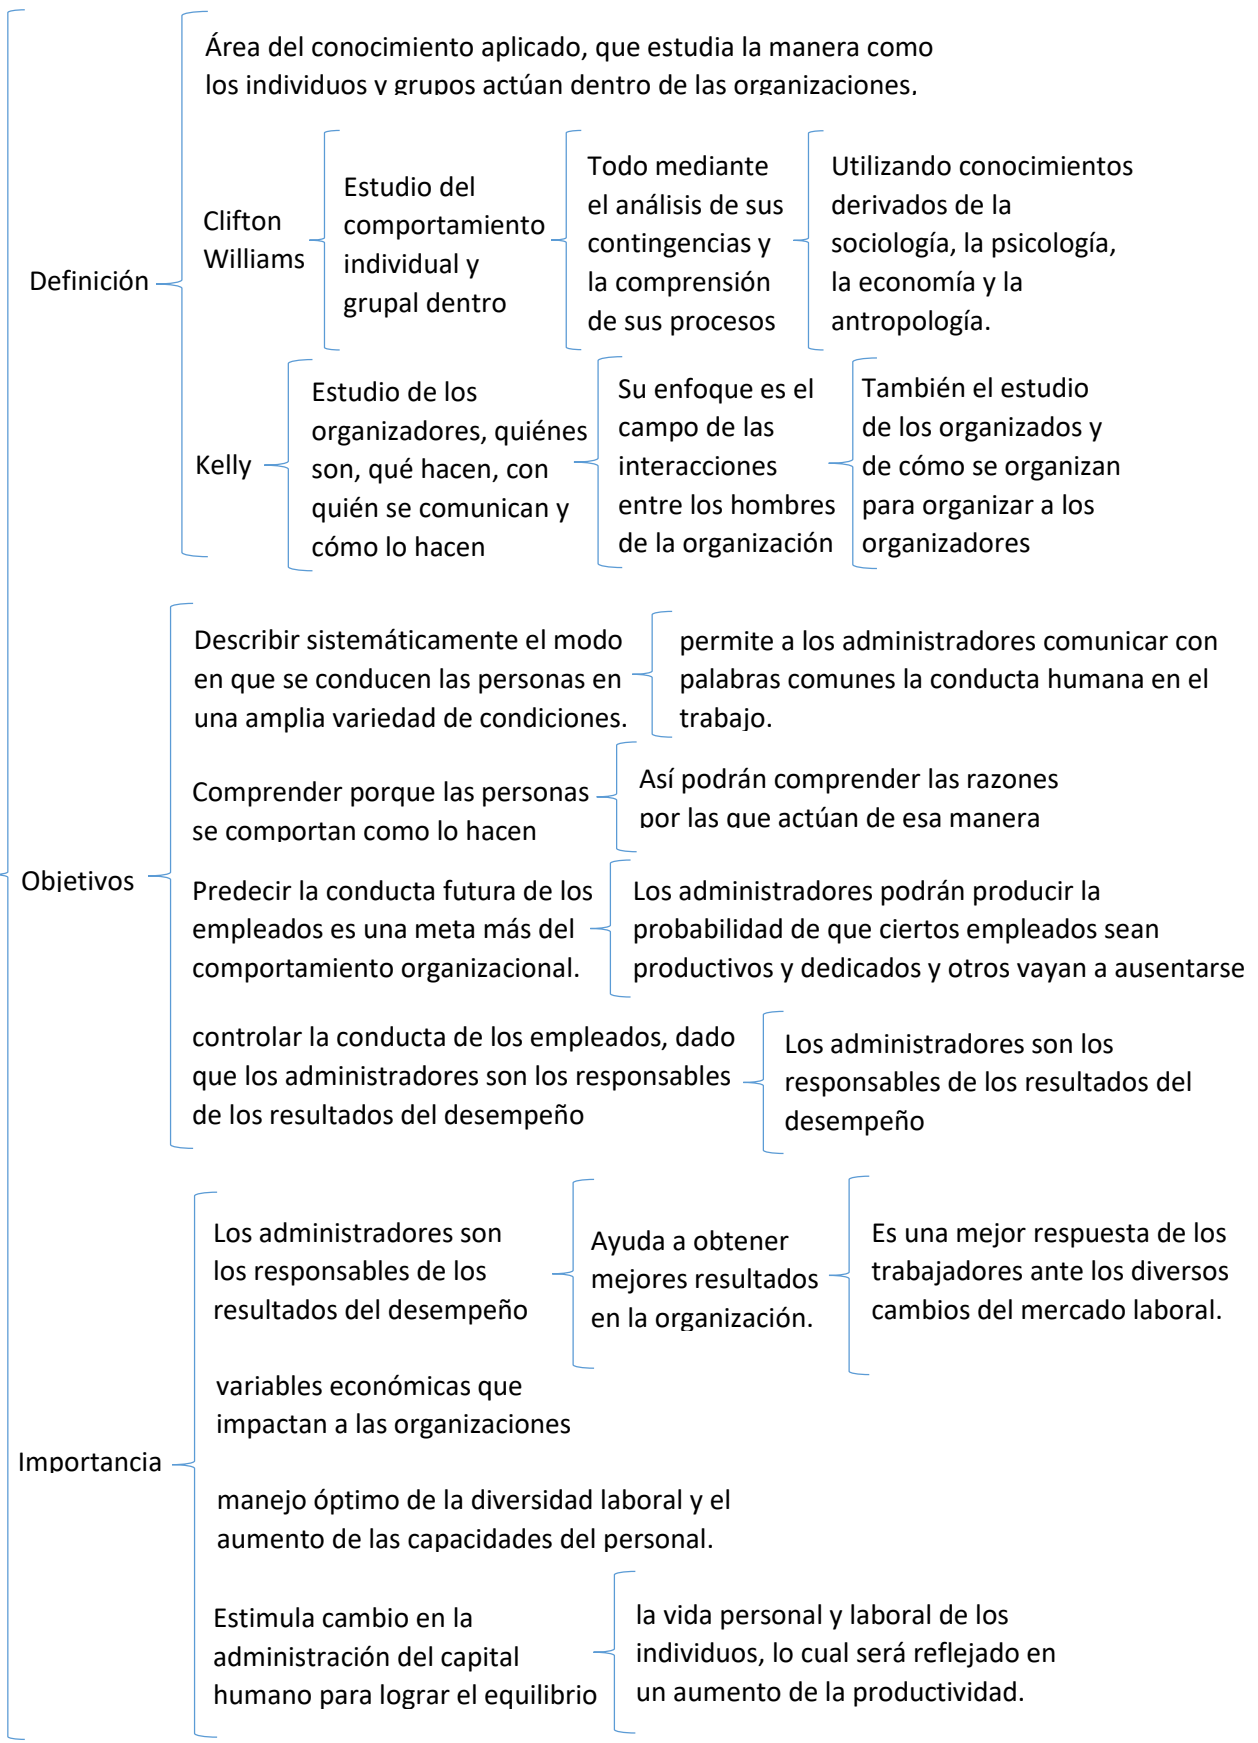 Área del conocimiento aplicado, que estudia la manera como
los individuos y grupos actúan dentro de las organizaciones,
Definición
Clifton
Williams
Estudio del
comportamiento
individual y
grupal dentro
Todo mediante
el análisis de sus
contingencias y
la comprensión
de sus procesos
Utilizando conocimientos
derivados de la
sociología, la psicología,
la economía y la
antropología.
Kelly
Estudio de los
organizadores, quiénes
son, qué hacen, con
quién se comunican y
cómo lo hacen
Su enfoque es el
campo de las
interacciones
entre los hombres
de la organización
También el estudio
de los organizados y
de cómo se organizan
para organizar a los
organizadores
Objetivos
Describir sistemáticamente el modo
en que se conducen las personas en
una amplia variedad de condiciones.
permite a los administradores comunicar con
palabras comunes la conducta humana en el
trabajo.
Comprender porque las personas
se comportan como lo hacen
Así podrán comprender las razones
por las que actúan de esa manera
Predecir la conducta futura de los
empleados es una meta más del
comportamiento organizacional.
Los administradores podrán producir la
probabilidad de que ciertos empleados sean
productivos y dedicados y otros vayan a ausentarse
controlar la conducta de los empleados, dado
que los administradores son los responsables
de los resultados del desempeño
Los administradores son los
responsables de los resultados del
desempeño
Importancia
Los administradores son
los responsables de los
resultados del desempeño
Ayuda a obtener
mejores resultados
en la organización.
Es una mejor respuesta de los
trabajadores ante los diversos
cambios del mercado laboral.
variables económicas que
impactan a las organizaciones
manejo óptimo de la diversidad laboral y el
aumento de las capacidades del personal.
Estimula cambio en la
administración del capital
humano para lograr el equilibrio
la vida personal y laboral de los
individuos, lo cual será reflejado en
un aumento de la productividad.